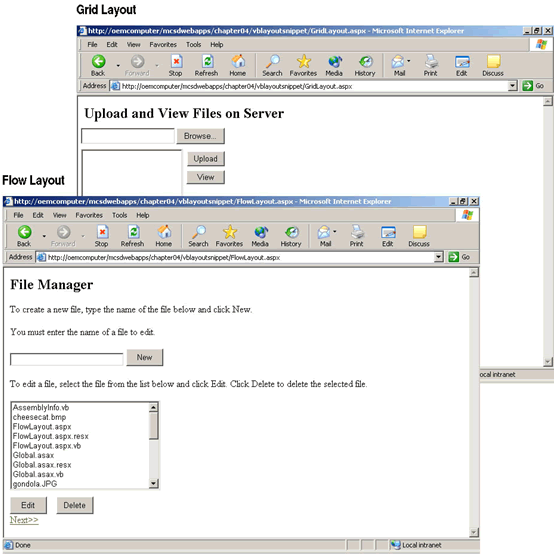 Grid Layout
http://oemcomputer/mcsdwebapps/chapter04/vblayoutsnippet/GridLayout.aspx - Microsoft Internet Explorer
File Edit View Favorites Tools Help
Back Forward Stop Refresh Home Search Favorites Media History Mail Print Edit Discuss
Address http://oemcomputer/mcsdwebapps/chapter04/vblayoutsnippet/GridLayout.aspx Go
Upload and View Files on Server
Browse...
Upload
View
ocal intranet
Flow Layout
http://oemcomputer/mcsdwebapps/chapter04/vblayoutsnippet/FlowLayout.aspx - Microsoft Internet Explorer
File Edit View Favorites Tools Help
Back Forward Stop Refresh Home Search Favorites Media History Mail Print Edit Discuss
Address http://oemcomputer/mcsdwebapps/chapter04/vblayoutsnippet/FlowLayout.aspx Go
File Manager
To create a new file, type the name of the file below and click New.
You must enter the name of a file to edit.
New
To edit a file, select the file from the list below and click Edit. Click Delete to delete the selected file.
AssemblyInfo.vb
cheesecat.bmp
FlowLayout.aspx
FlowLayout.aspx.resx
FlowLayout.aspx.vb
Global.asax
Global.asax.resx
Global.asax.vb
gondola.JPG
Edit Delete
Next>>
Done Local intranet